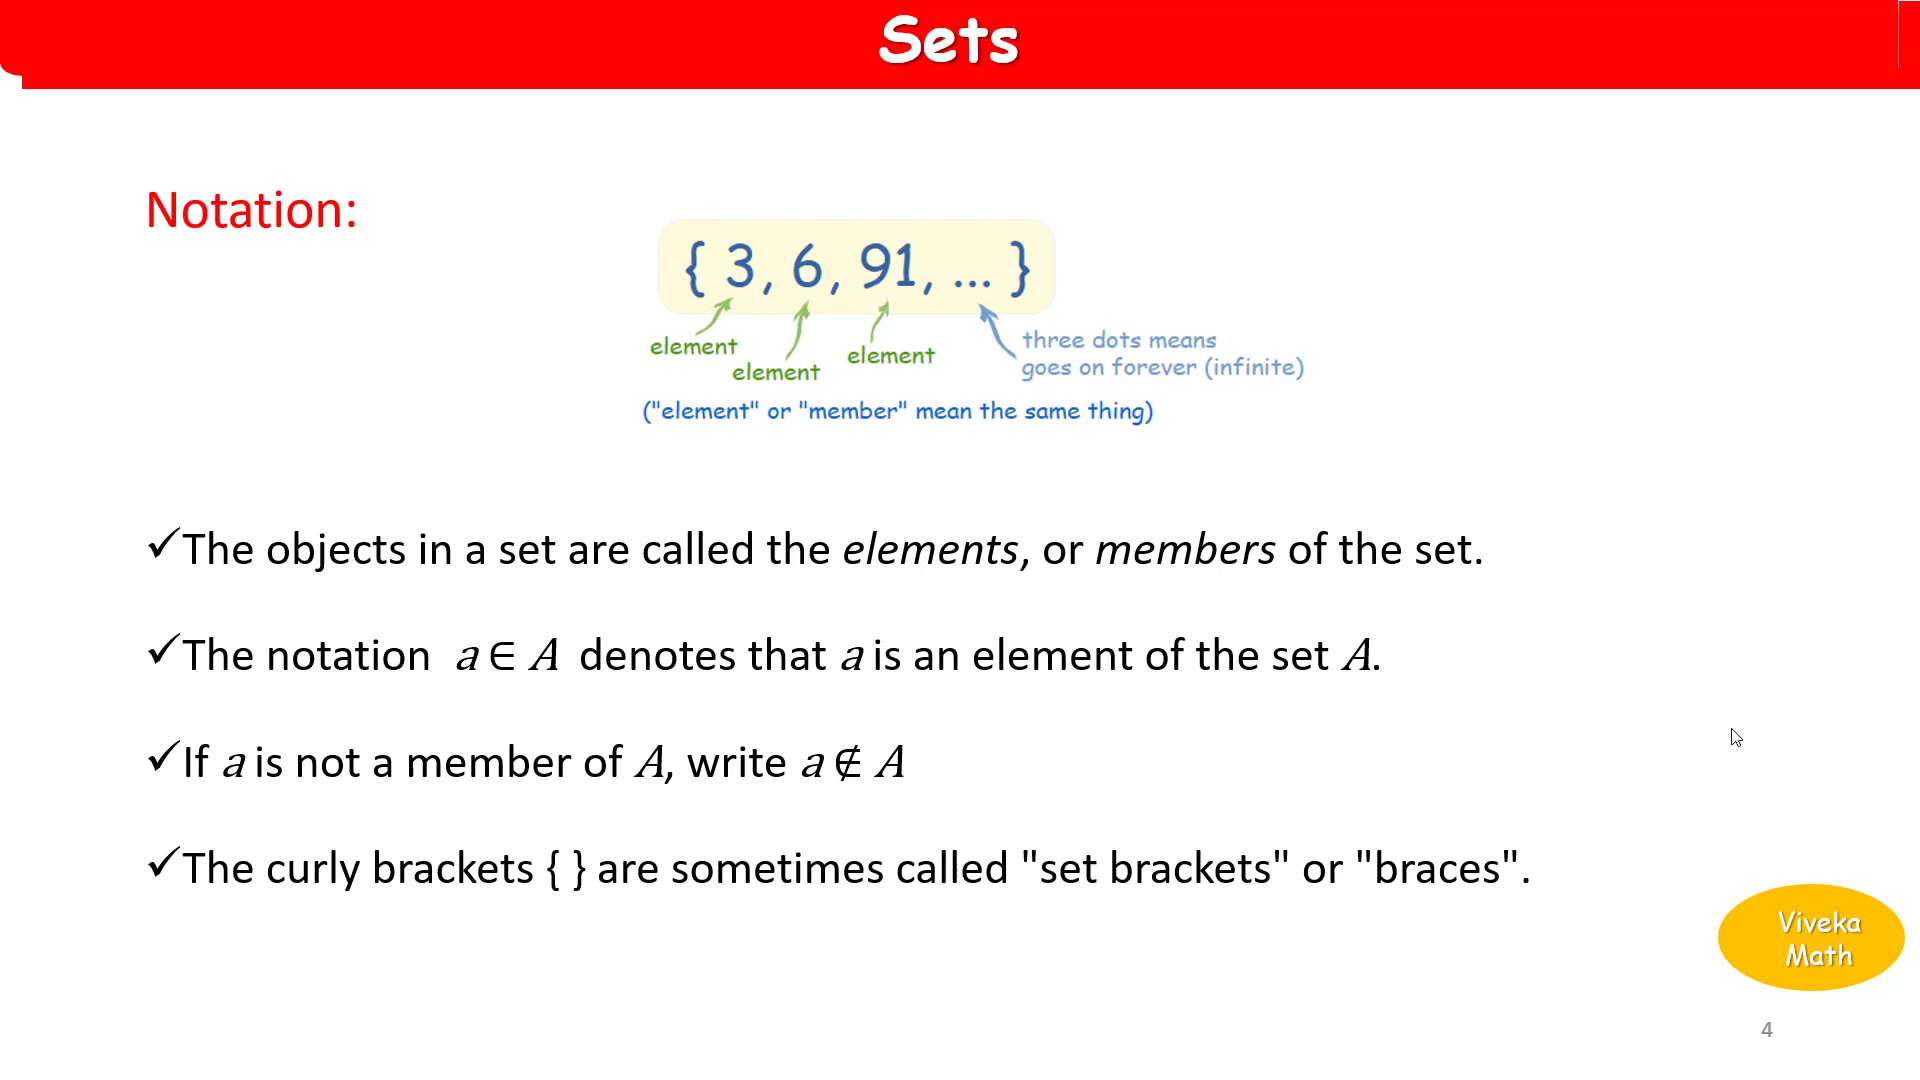 Sets
Notation:
{ 3, 6, 91, ... }
element
element
element
three dots means
goes on forever (infinite)
("element" or "member" mean the same thing)
✓The objects in a set are called the elements, or members of the set.
✓The notation a ∈ A denotes that a is an element of the set A.
✓If a is not a member of A, write a ∉ A
✓The curly brackets { } are sometimes called "set brackets" or "braces".
Viveka
Math
4